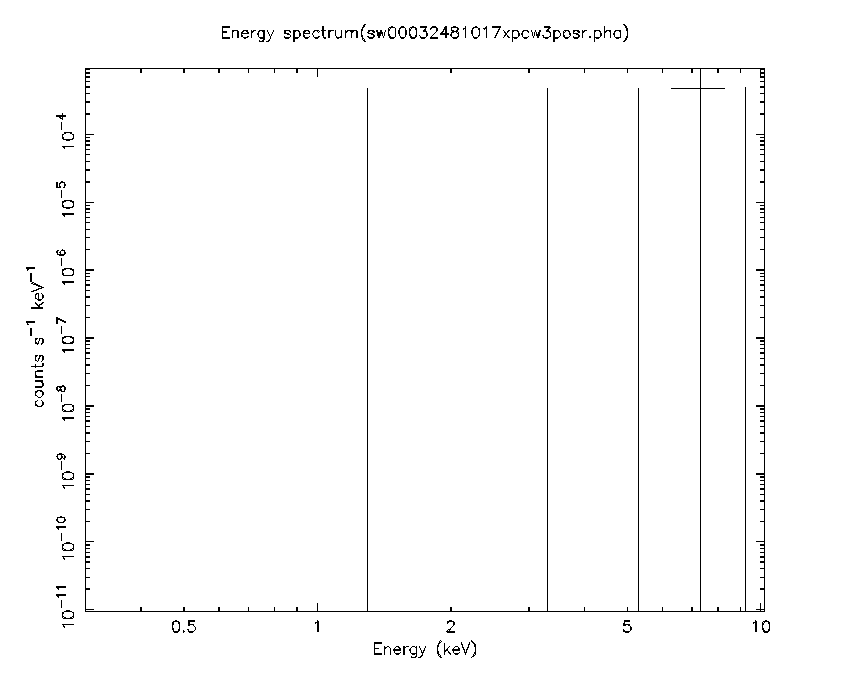 Energy spectrum(sw00032481017xpcw3posr.pha)
counts s⁻¹ keV⁻¹
10⁻⁴
10⁻⁵
10⁻⁶
10⁻⁷
10⁻⁸
10⁻⁹
10⁻¹⁰
10⁻¹¹
0.5 1 2 5 10
Energy (keV)